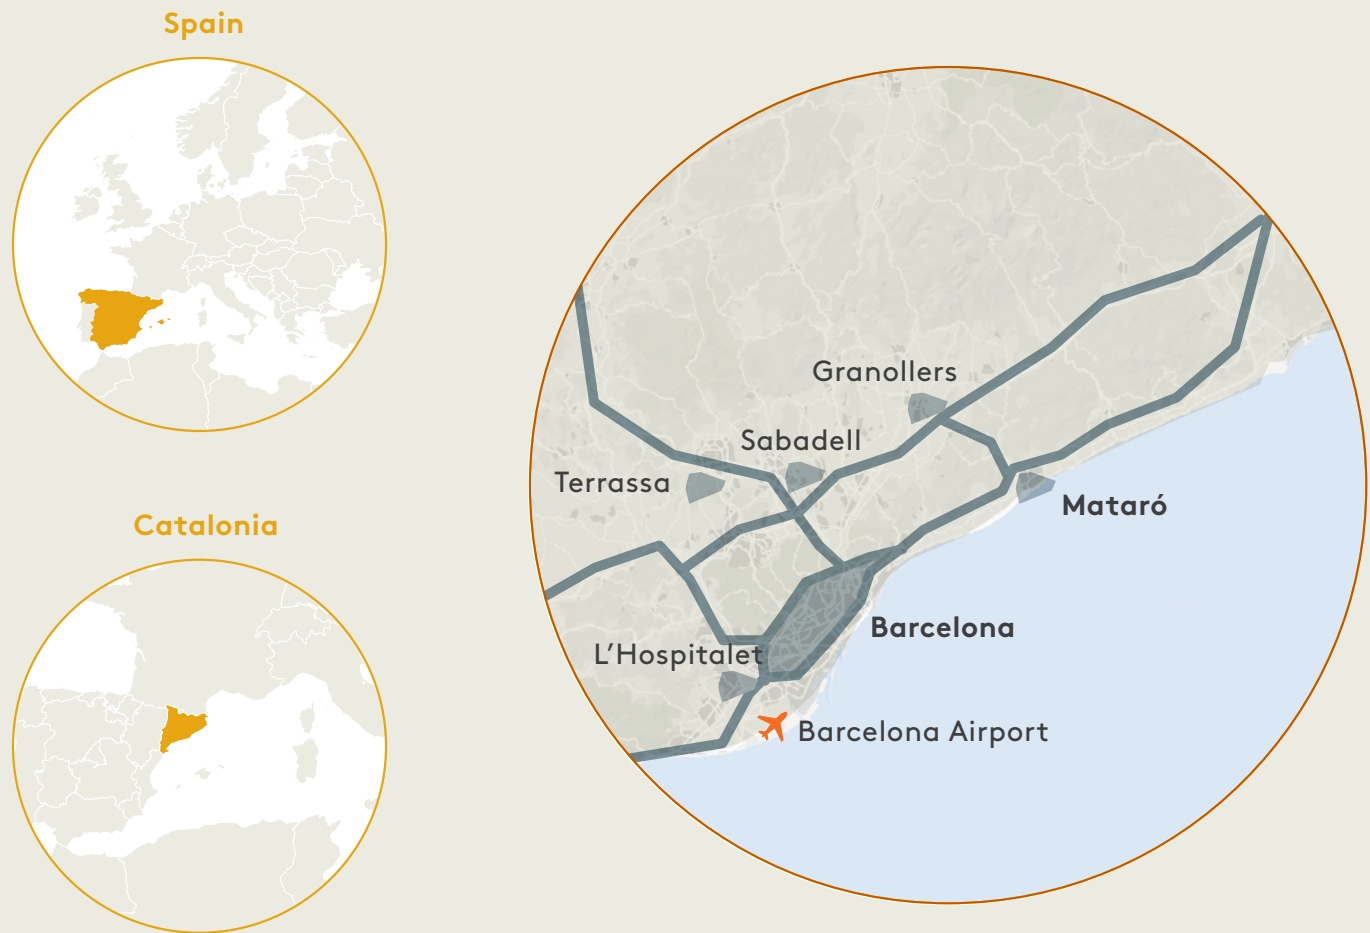 Spain
Catalonia
Granollers
Sabadell
Terrassa
Mataró
Barcelona
L’Hospitalet
Barcelona Airport